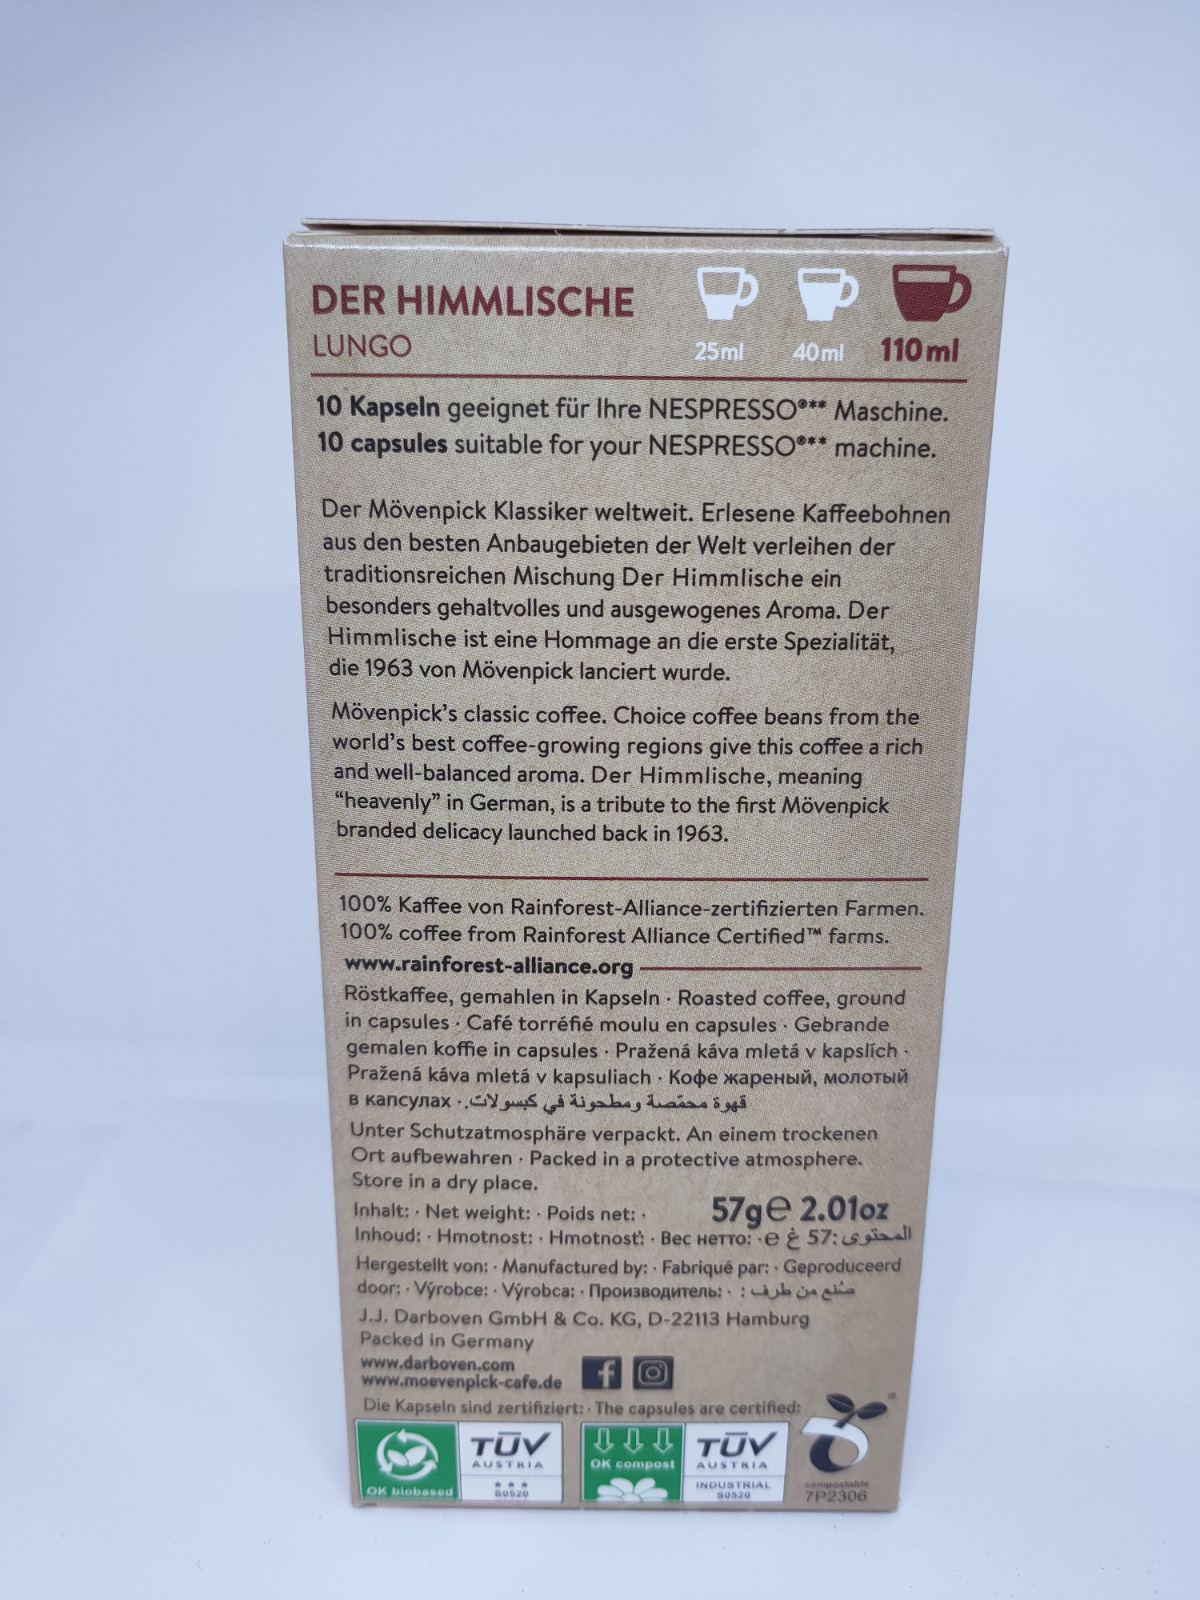 DER HIMMLISCHE
LUNGO
25ml 40ml 110ml
10 Kapseln geeignet für Ihre NESPRESSO®** Maschine.
10 capsules suitable for your NESPRESSO®** machine.
Der Mövenpick Klassiker weltweit. Erlesene Kaffeebohnen
aus den besten Anbaugebieten der Welt verleihen der
traditionsreichen Mischung Der Himmlische ein
besonders gehaltvolles und ausgewogenes Aroma. Der
Himmlische ist eine Hommage an die erste Spezialität,
die 1963 von Mövenpick lanciert wurde.
Mövenpick's classic coffee. Choice coffee beans from the
world's best coffee-growing regions give this coffee a rich
and well-balanced aroma. Der Himmlische, meaning
“heavenly” in German, is a tribute to the first Mövenpick
branded delicacy launched back in 1963.
100% Kaffee von Rainforest-Alliance-zertifizierten Farmen.
100% coffee from Rainforest Alliance Certified™ farms.
www.rainforest-alliance.org
Röstkaffee, gemahlen in Kapseln · Roasted coffee, ground
in capsules · Café torréfié moulu en capsules · Gebrande
gemalen koffie in capsules · Pražená káva mletá v kapslích ·
Pražená káva mletá v kapsuliach · Кофе жареный, молотый
в капсулах · قهوة محمّصة ومطحونة في كبسولات.
Unter Schutzatmosphäre verpackt. An einem trockenen
Ort aufbewahren · Packed in a protective atmosphere.
Store in a dry place.
Inhalt: · Net weight: · Poids net: · 57g℮ 2.01oz
Inhoud: · Hmotnost: · Hmotnosť: · Вес нетто: · المحتوى: 57 غ ℮
Hergestellt von: · Manufactured by: · Fabriqué par: · Geproduceerd
door: · Výrobce: · Výrobca: · Производитель: · صُنع من طرف :
J.J. Darboven GmbH & Co. KG, D-22113 Hamburg
Packed in Germany
www.darboven.com
www.moevenpick-cafe.de
Die Kapseln sind zertifiziert: · The capsules are certified:
OK biobased TÜV AUSTRIA S0520
OK compost TÜV AUSTRIA INDUSTRIAL S0520
compostable
7P2306